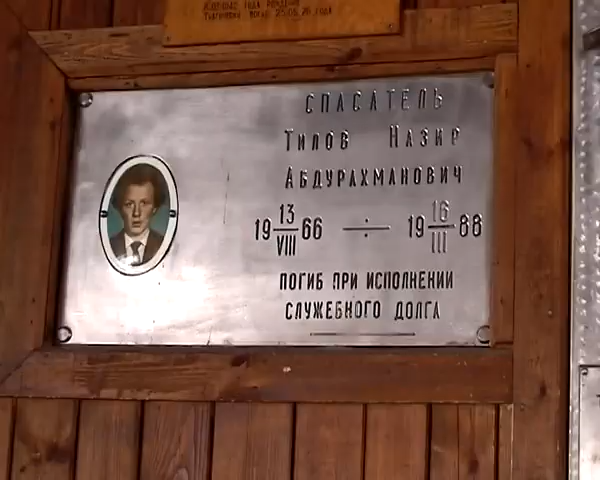 СПАСАТЕЛЬ
ТИЛОВ НАЗИР
АБДУРАХМАНОВИЧ
19 13/VIII 66 ÷ 19 16/III 88
ПОГИБ ПРИ ИСПОЛНЕНИИ
СЛУЖЕБНОГО ДОЛГА